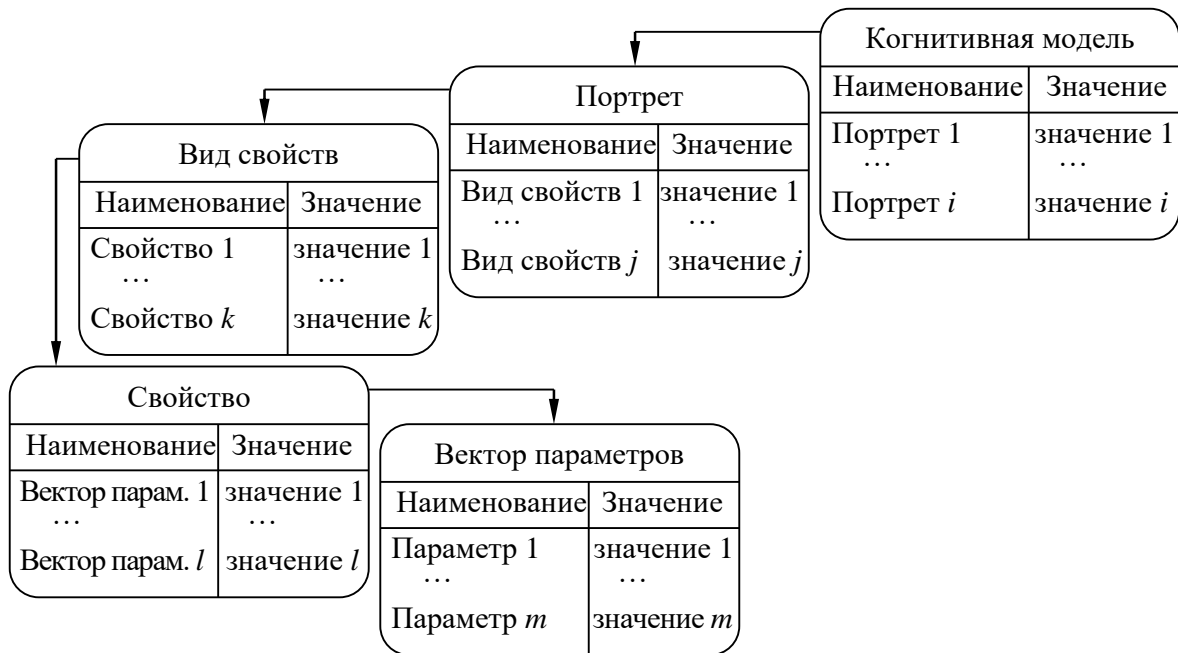 Когнитивная модель
Наименование Значение
Портрет 1 значение 1
… …
Портрет i значение i
Портрет
Наименование Значение
Вид свойств 1 значение 1
… …
Вид свойств j значение j
Вид свойств
Наименование Значение
Свойство 1 значение 1
… …
Свойство k значение k
Свойство
Наименование Значение
Вектор парам. 1 значение 1
… …
Вектор парам. l значение l
Вектор параметров
Наименование Значение
Параметр 1 значение 1
… …
Параметр m значение m